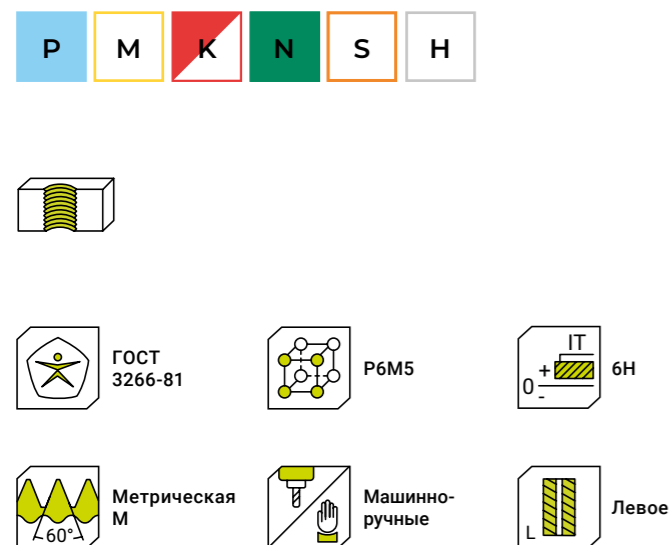 P M K N S H
ГОСТ
3266-81
Р6М5
IT
0 + -
6H
Метрическая
М
60°
Машинно-
ручные
L
Левое